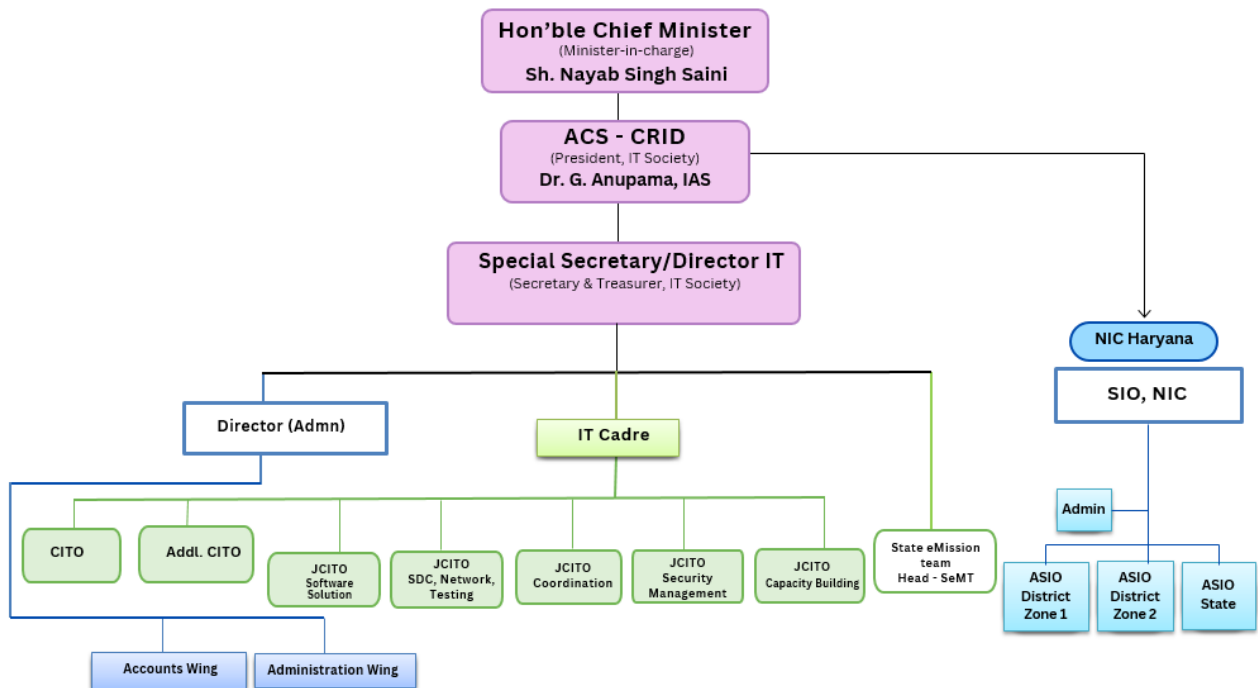 Hon'ble Chief Minister
(Minister-in-charge)
Sh. Nayab Singh Saini
ACS - CRID
(President, IT Society)
Dr. G. Anupama, IAS
Special Secretary/Director IT
(Secretary & Treasurer, IT Society)
NIC Haryana
SIO, NIC
Director (Admn)
IT Cadre
Admin
CITO
Addl. CITO
JCITO
Software
Solution
JCITO
SDC, Network,
Testing
JCITO
Coordination
JCITO
Security
Management
JCITO
Capacity Building
State eMission
team
Head - SeMT
ASIO
District
Zone 1
ASIO
District
Zone 2
ASIO
State
Accounts Wing
Administration Wing